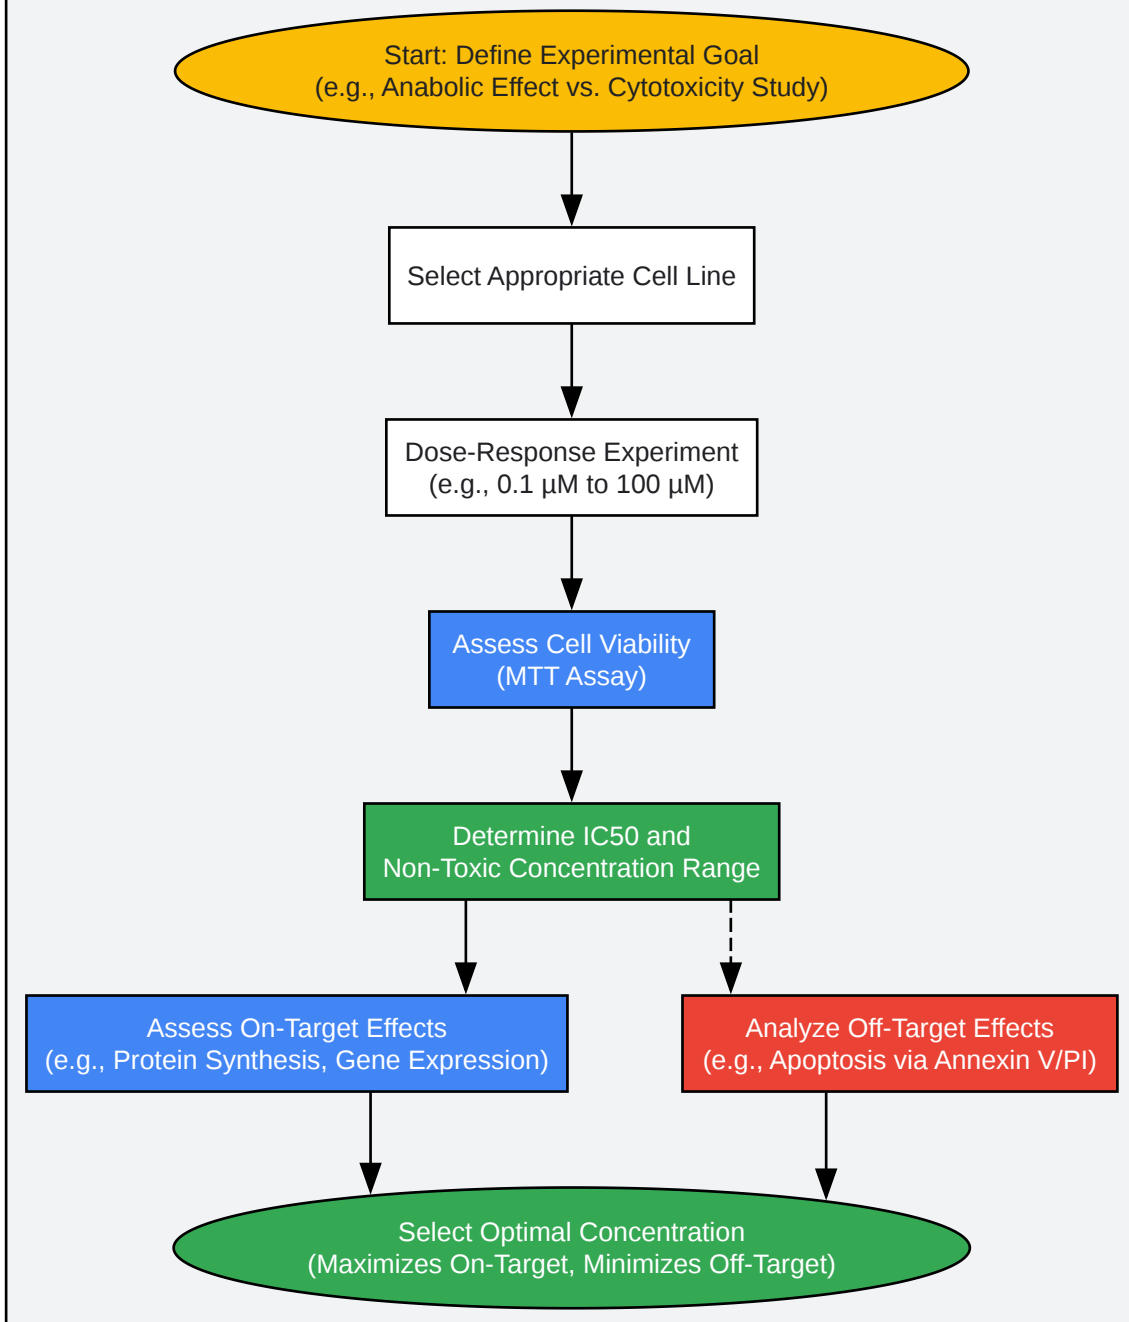 Start: Define Experimental Goal
(e.g., Anabolic Effect vs. Cytotoxicity Study)
Select Appropriate Cell Line
Dose-Response Experiment
(e.g., 0.1 µM to 100 µM)
Assess Cell Viability
(MTT Assay)
Determine IC50 and
Non-Toxic Concentration Range
Assess On-Target Effects
(e.g., Protein Synthesis, Gene Expression)
Analyze Off-Target Effects
(e.g., Apoptosis via Annexin V/PI)
Select Optimal Concentration
(Maximizes On-Target, Minimizes Off-Target)